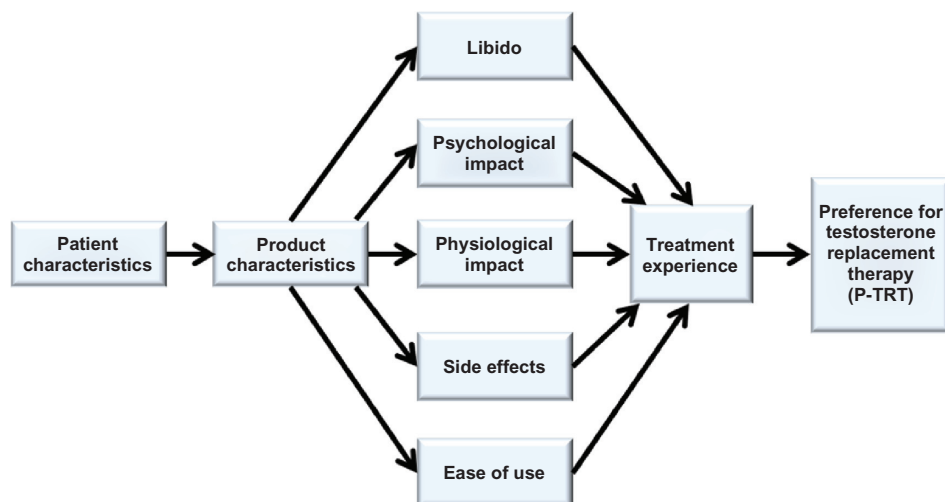 Patient
characteristics
Product
characteristics
Libido
Psychological
impact
Physiological
impact
Side effects
Ease of use
Treatment
experience
Preference for
testosterone
replacement
therapy
(P-TRT)